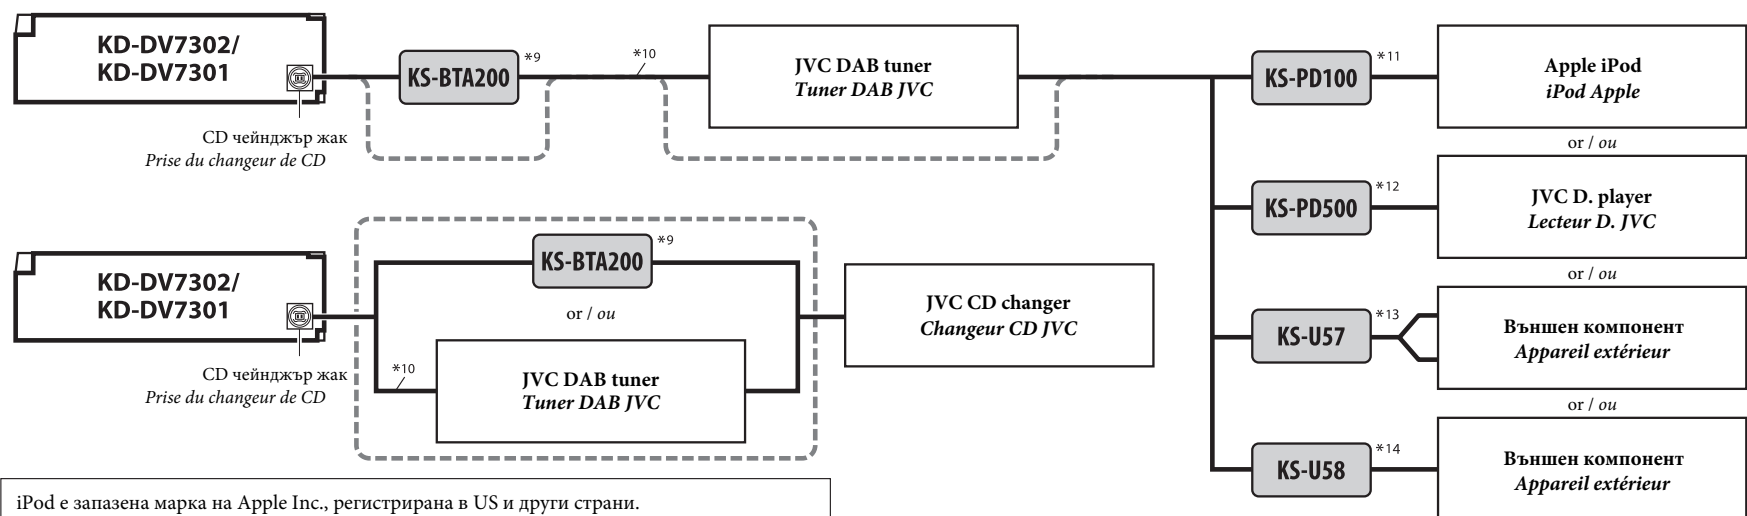 KD-DV7302/
KD-DV7301
CD чейнджър жак
Prise du changeur de CD
KS-BTA200
*9
*10
JVC DAB tuner
Tuner DAB JVC
KS-PD100
*11
Apple iPod
iPod Apple
or / ou
KS-PD500
*12
JVC D. player
Lecteur D. JVC
or / ou
KS-U57
*13
Външен компонент
Appareil extérieur
or / ou
KS-U58
*14
Външен компонент
Appareil extérieur
KD-DV7302/
KD-DV7301
CD чейнджър жак
Prise du changeur de CD
KS-BTA200
*9
or / ou
*10
JVC DAB tuner
Tuner DAB JVC
JVC CD changer
Changeur CD JVC
iPod е запазена марка на Apple Inc., регистрирана в US и други страни.